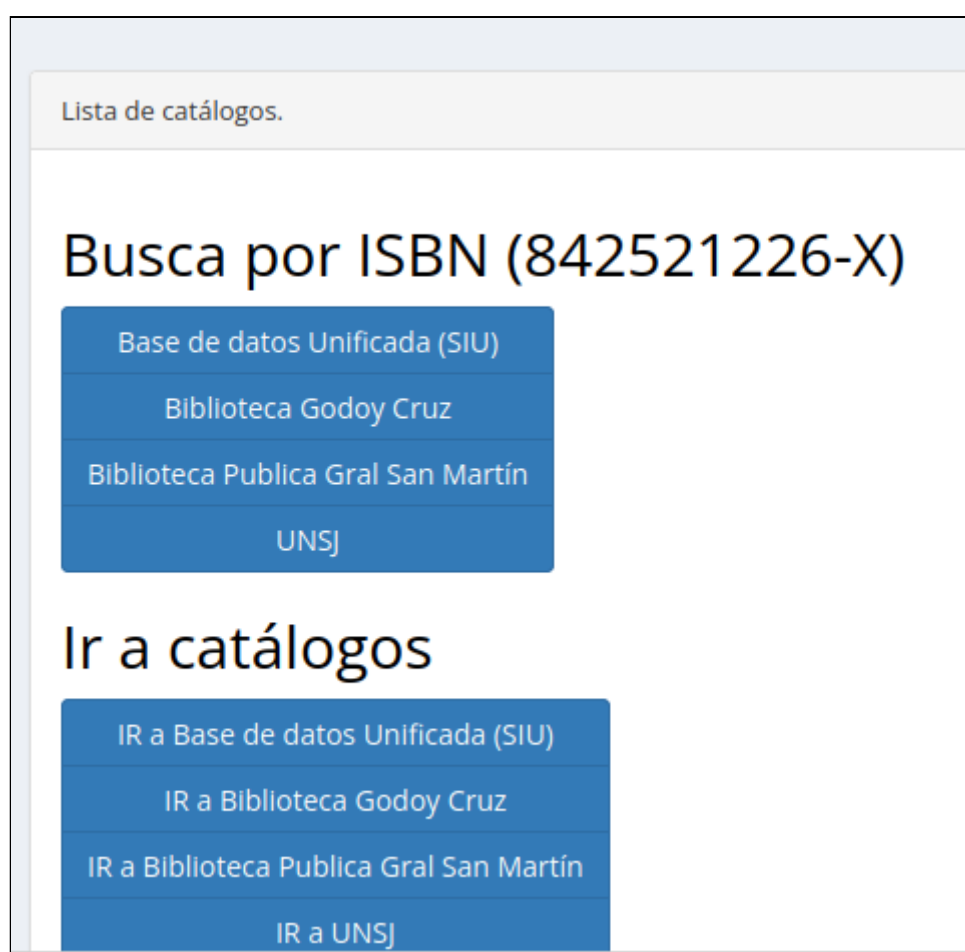 Lista de catálogos.
Busca por ISBN (842521226-X)
Base de datos Unificada (SIU)
Biblioteca Godoy Cruz
Biblioteca Publica Gral San Martín
UNSJ
Ir a catálogos
IR a Base de datos Unificada (SIU)
IR a Biblioteca Godoy Cruz
IR a Biblioteca Publica Gral San Martín
IR a UNSJ